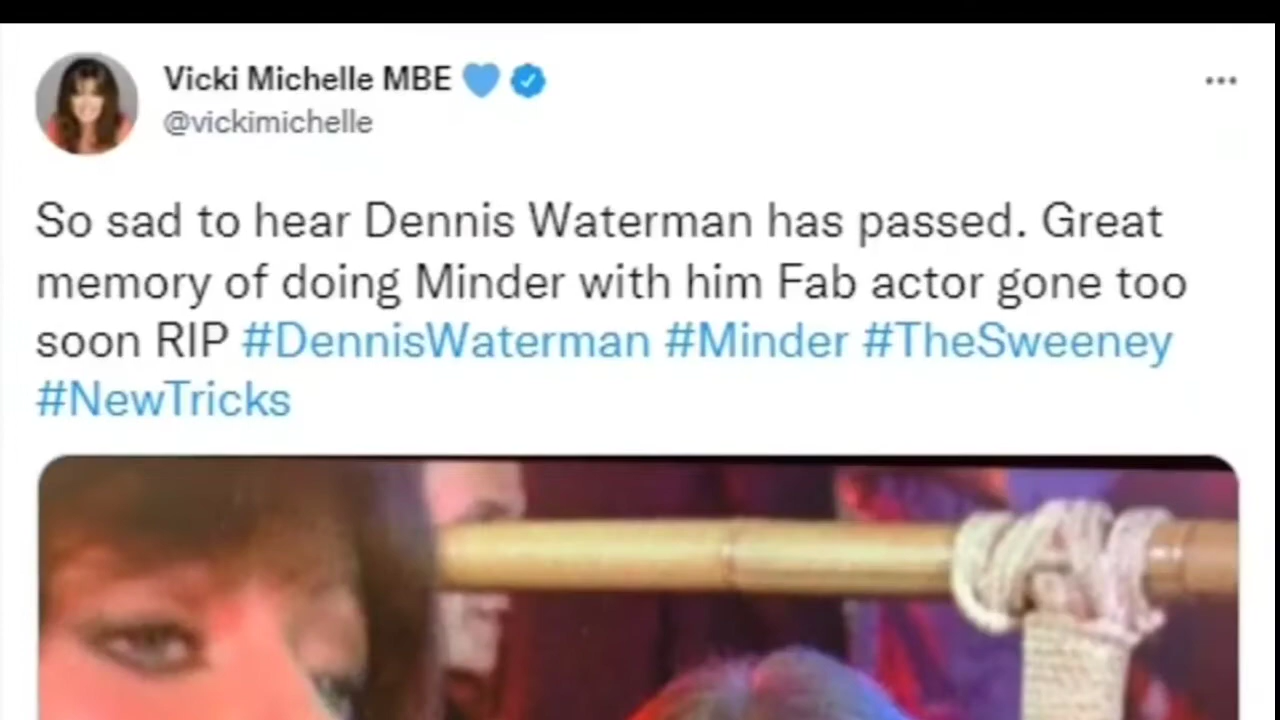 Vicki Michelle MBE
@vickimichelle
So sad to hear Dennis Waterman has passed. Great
memory of doing Minder with him Fab actor gone too
soon RIP #DennisWaterman #Minder #TheSweeney
#NewTricks